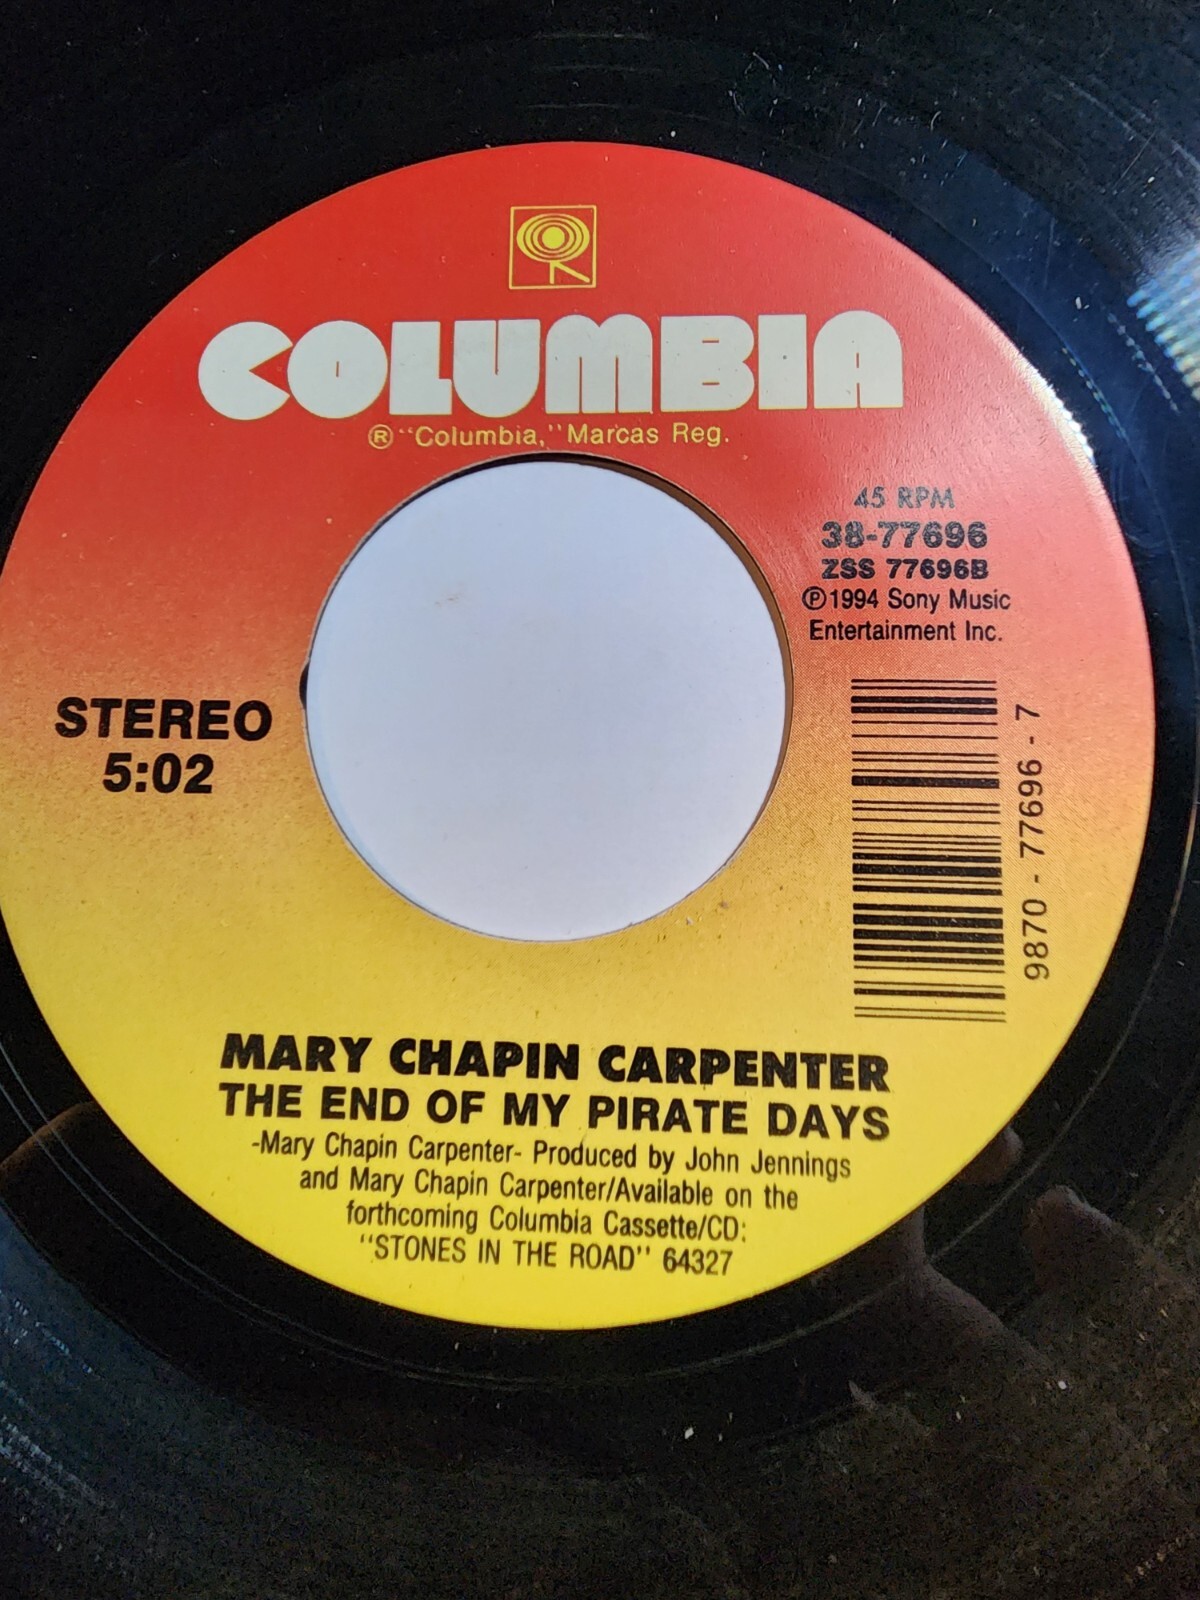 COLUMBIA
® "Columbia," Marcas Reg.
45 RPM
38-77696
ZSS 77696B
℗1994 Sony Music
Entertainment Inc.
STEREO
5:02
9870 - 77696 - 7
MARY CHAPIN CARPENTER
THE END OF MY PIRATE DAYS
-Mary Chapin Carpenter- Produced by John Jennings
and Mary Chapin Carpenter/Available on the
forthcoming Columbia Cassette/CD:
"STONES IN THE ROAD" 64327